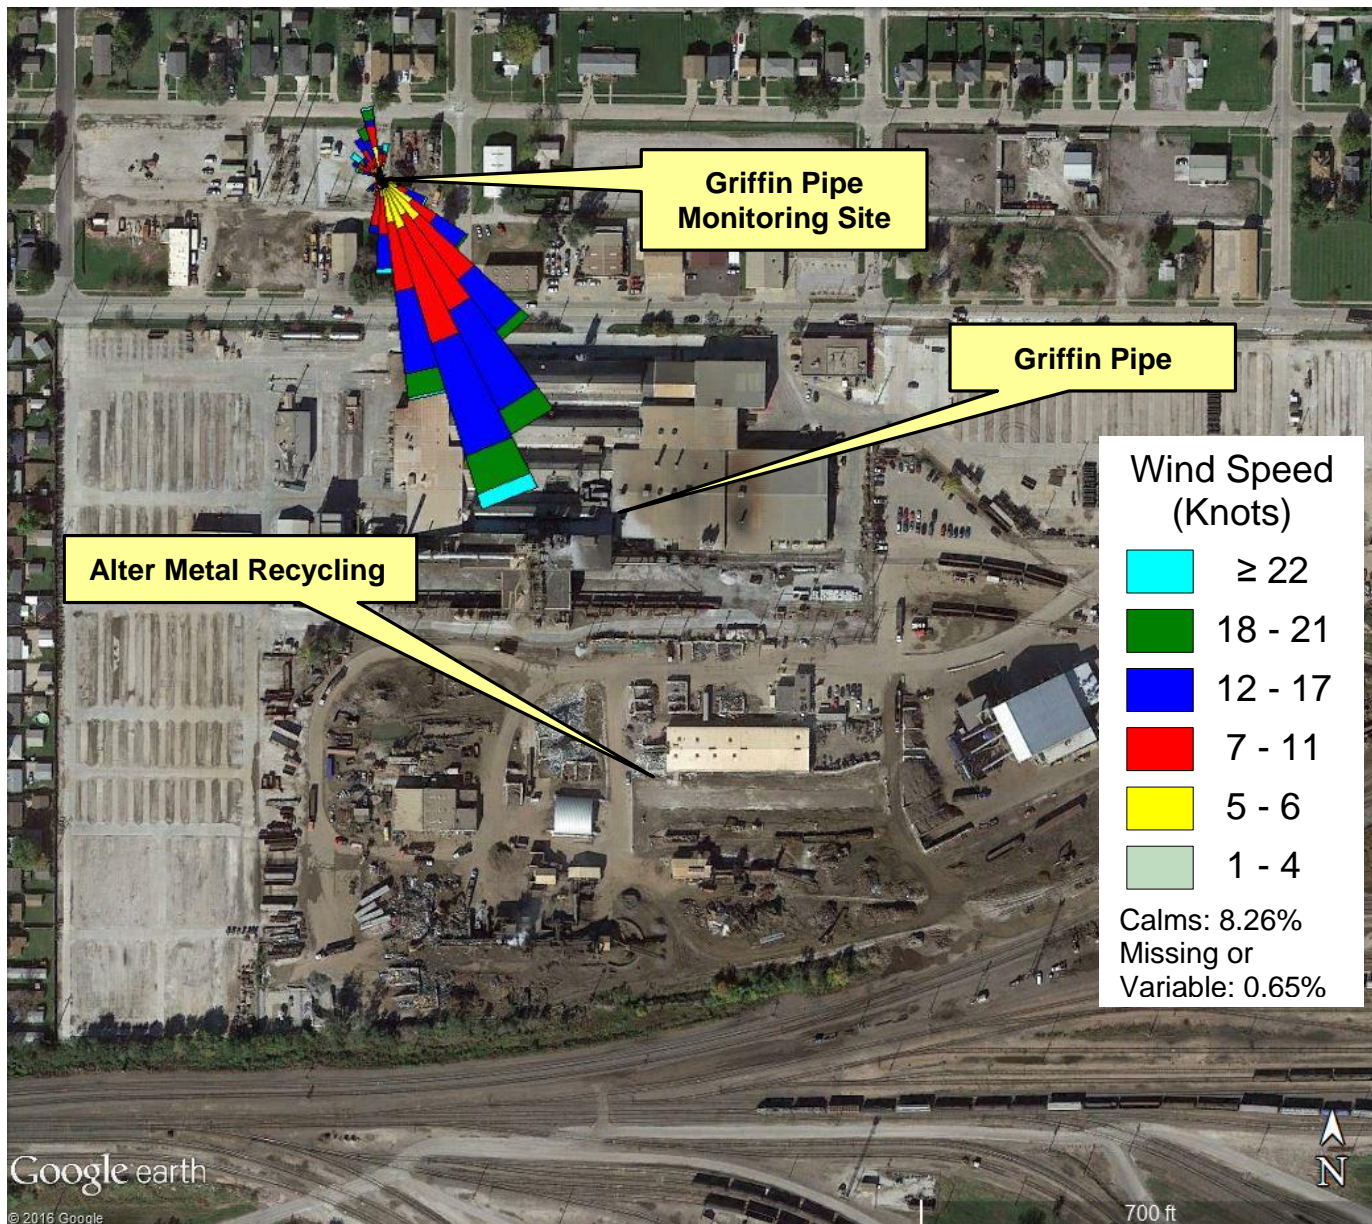 Griffin Pipe
Monitoring Site
Griffin Pipe
Alter Metal Recycling
Wind Speed
(Knots)
≥ 22
18 - 21
12 - 17
7 - 11
5 - 6
1 - 4
Calms: 8.26%
Missing or
Variable: 0.65%
N
Google earth
700 ft
© 2016 Google